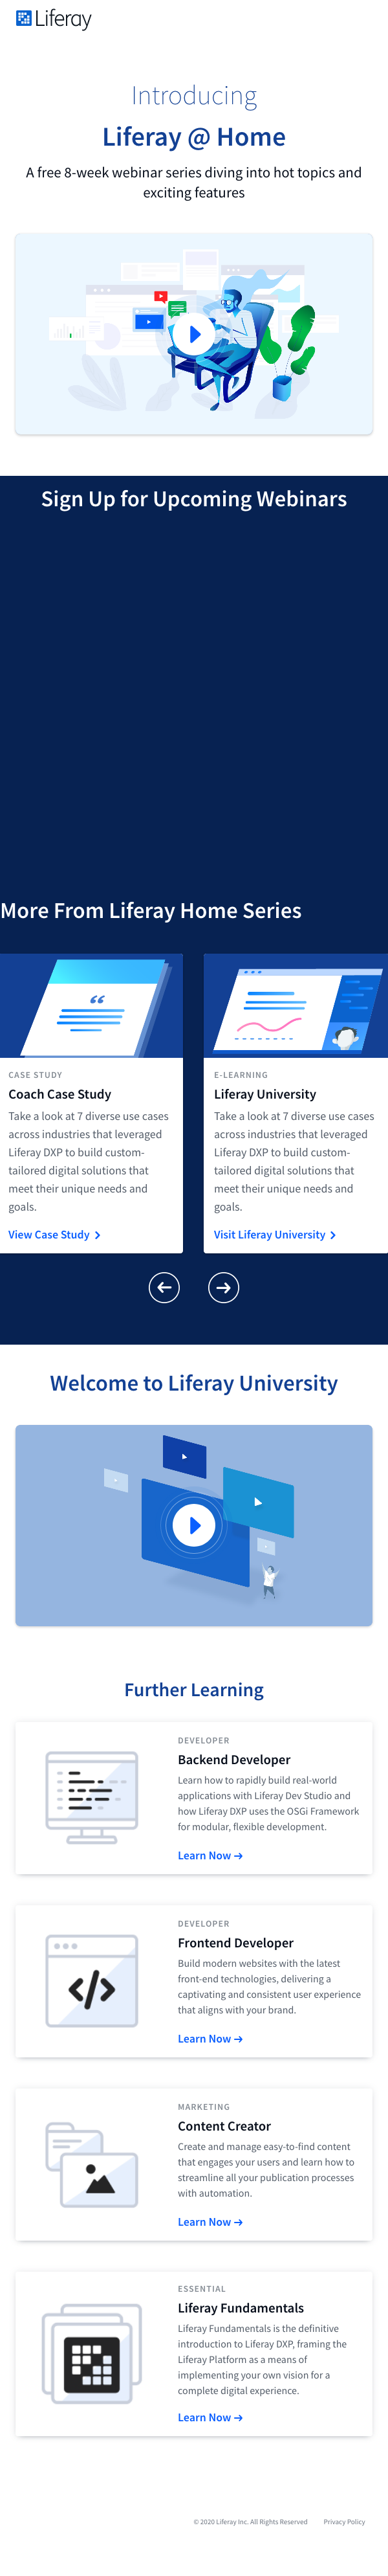 Liferay
Introducing
Liferay @ Home
A free 8-week webinar series diving into hot topics and
exciting features
Sign Up for Upcoming Webinars
More From Liferay Home Series
CASE STUDY
Coach Case Study
Take a look at 7 diverse use cases
across industries that leveraged
Liferay DXP to build custom-
tailored digital solutions that
meet their unique needs and
goals.
View Case Study
E-LEARNING
Liferay University
Take a look at 7 diverse use cases
across industries that leveraged
Liferay DXP to build custom-
tailored digital solutions that
meet their unique needs and
goals.
Visit Liferay University
Welcome to Liferay University
Further Learning
DEVELOPER
Backend Developer
Learn how to rapidly build real-world
applications with Liferay Dev Studio and
how Liferay DXP uses the OSGi Framework
for modular, flexible development.
Learn Now →
DEVELOPER
Frontend Developer
Build modern websites with the latest
front-end technologies, delivering a
captivating and consistent user experience
that aligns with your brand.
Learn Now →
MARKETING
Content Creator
Create and manage easy-to-find content
that engages your users and learn how to
streamline all your publication processes
with automation.
Learn Now →
ESSENTIAL
Liferay Fundamentals
Liferay Fundamentals is the definitive
introduction to Liferay DXP, framing the
Liferay Platform as a means of
implementing your own vision for a
complete digital experience.
Learn Now →
© 2020 Liferay Inc. All Rights Reserved Privacy Policy